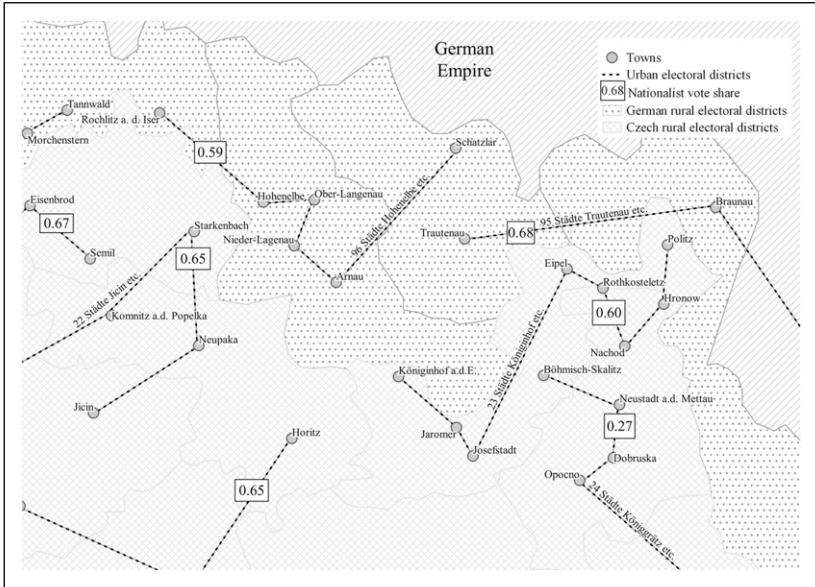 German
Empire
Towns
Urban electoral districts
0.68 Nationalist vote share
German rural electoral districts
Czech rural electoral districts
Tannwald
Rochlitz a. d. Iser
Morchenstern
Schatzlar
0.59
Eisenbrod
Hohenelbe
Ober-Langenau
96 Städte Hohenelbe etc.
Braunau
0.67
Starkenbach
Nieder-Lagenau
Trautenau
0.68
95 Städte Trautenau etc.
Politz
Semil
0.65
Arnau
Eipel
Rothkosteletz
22 Städte Jicin etc.
Komnitz a.d. Popelka
Hronow
0.60
Neupaka
23 Städte Königinhof etc.
Nachod
Königinhof a.d.E.
Böhmisch-Skalitz
Jicin
Neustadt a.d. Mettau
Horitz
Jaromer
0.27
Josefstadt
Dobruska
Opocno
0.65
24 Städte Königgrätz etc.